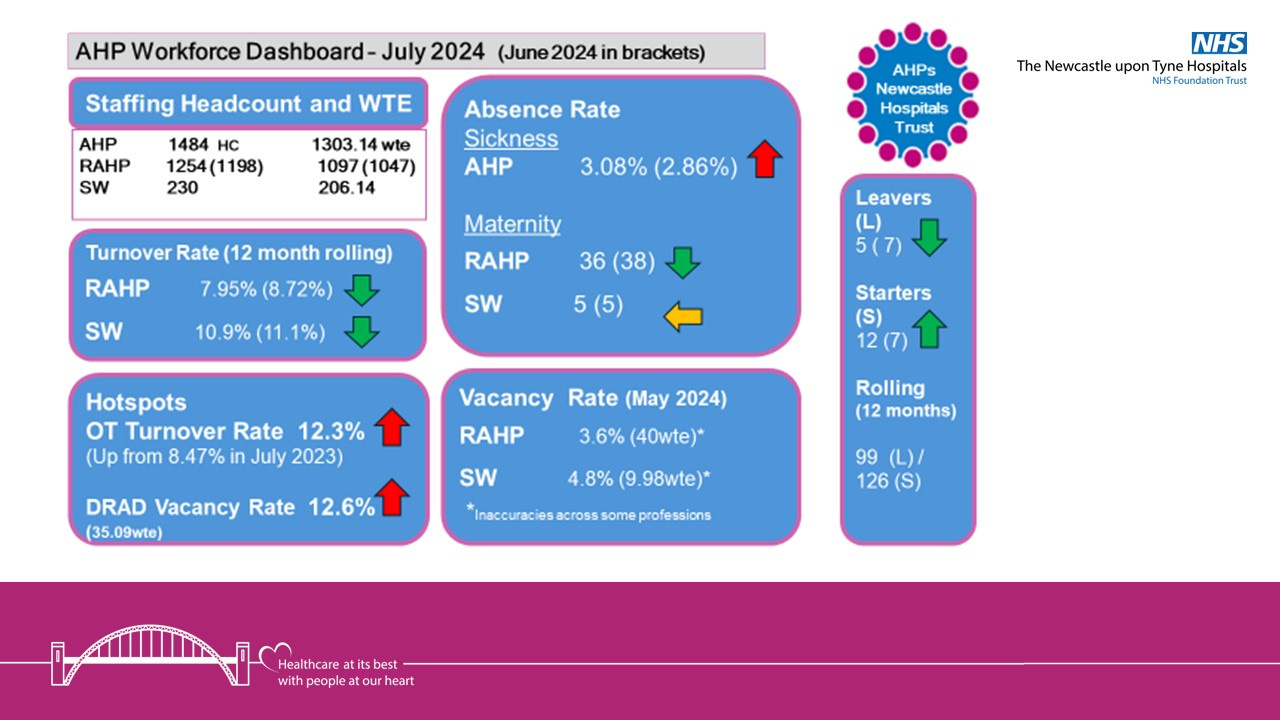 AHP Workforce Dashboard - July 2024 (June 2024 in brackets)
Staffing Headcount and WTE
AHP 1484 HC 1303.14 wte
RAHP 1254 (1198) 1097 (1047)
SW 230 206.14
Turnover Rate (12 month rolling)
RAHP 7.95% (8.72%)
SW 10.9% (11.1%)
Hotspots
OT Turnover Rate 12.3%
(Up from 8.47% in July 2023)
DRAD Vacancy Rate 12.6%
(35.09wte)
Absence Rate
Sickness
AHP 3.08% (2.86%)
Maternity
RAHP 36 (38)
SW 5 (5)
Vacancy Rate (May 2024)
RAHP 3.6% (40wte)*
SW 4.8% (9.98wte)*
*Inaccuracies across some professions
AHPs
Newcastle
Hospitals
Trust
Leavers
(L)
5 ( 7)
Starters
(S)
12 (7)
Rolling
(12 months)
99 (L) /
126 (S)
NHS
The Newcastle upon Tyne Hospitals
NHS Foundation Trust
Healthcare at its best
with people at our heart